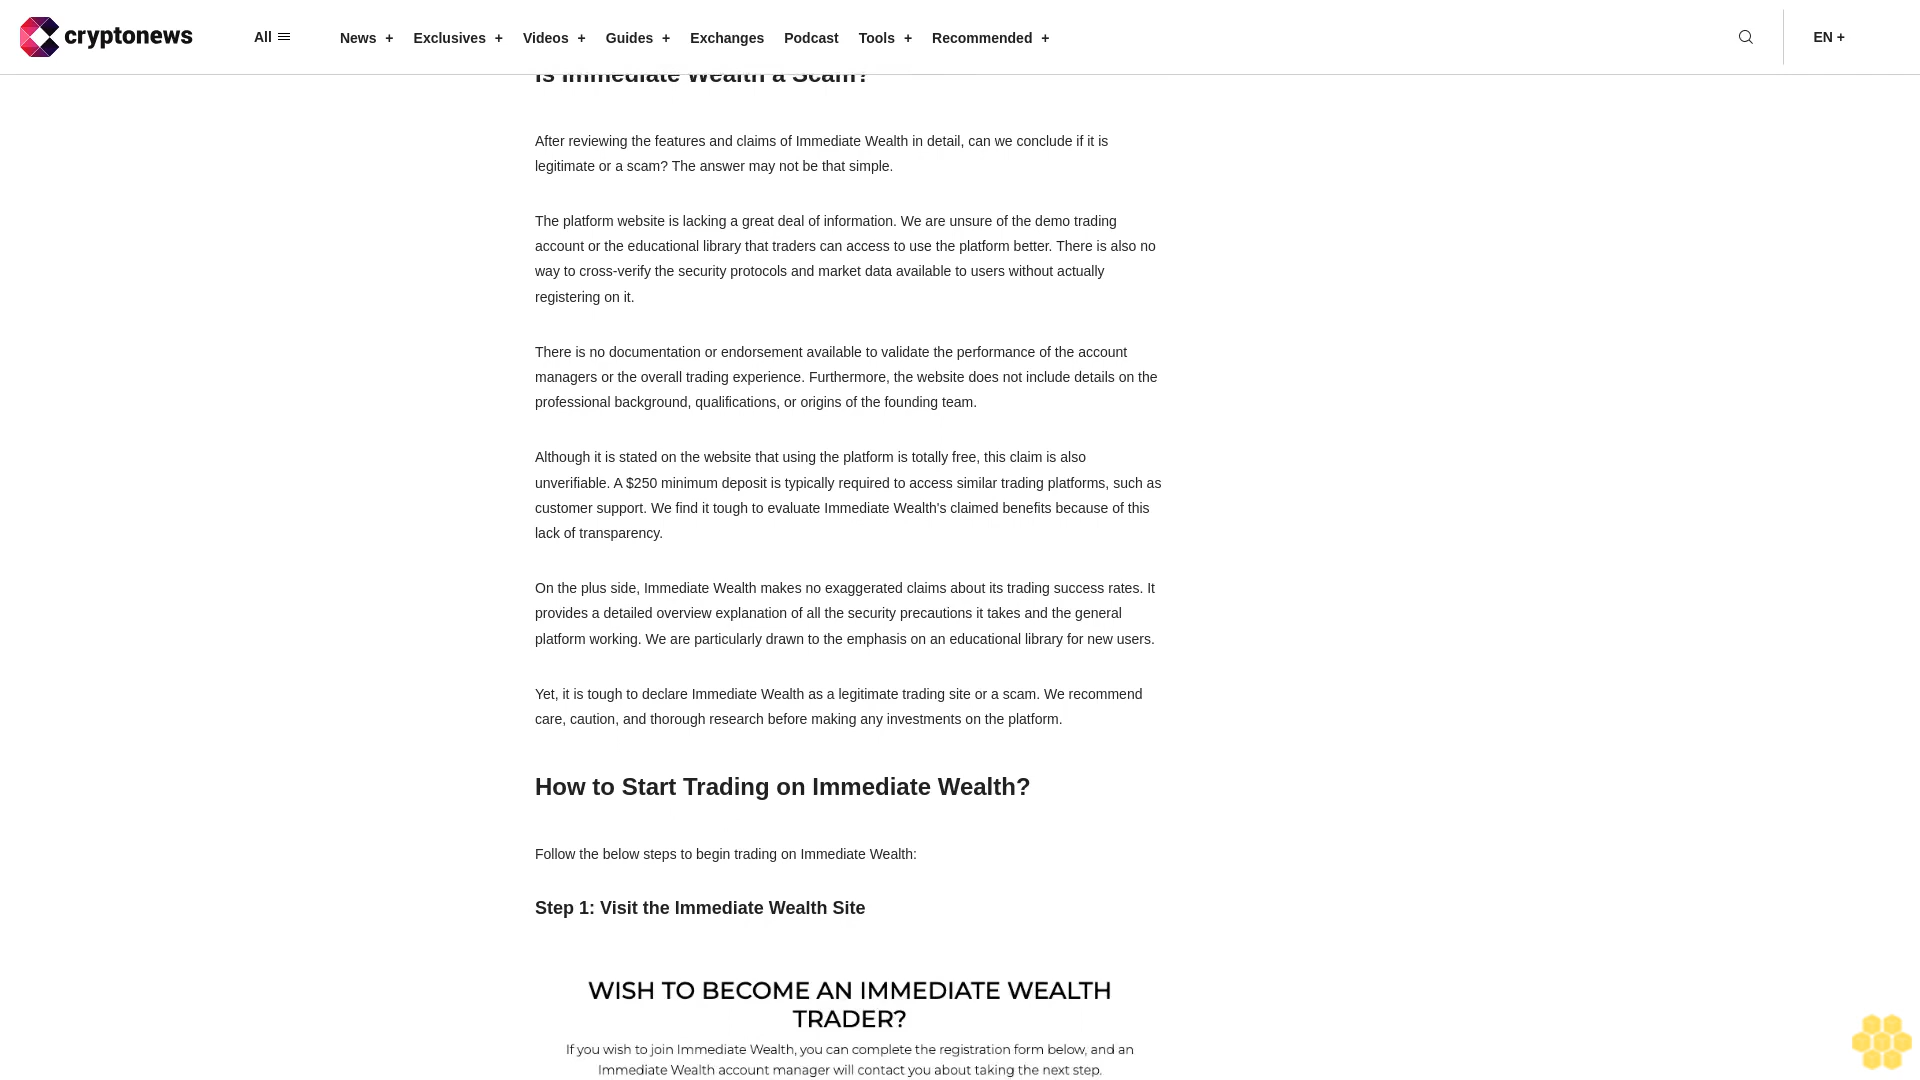 cryptonews All News + Exclusives + Videos + Guides + Exchanges Podcast Tools + Recommended + EN +
Is Immediate Wealth a Scam?
After reviewing the features and claims of Immediate Wealth in detail, can we conclude if it is
legitimate or a scam? The answer may not be that simple.
The platform website is lacking a great deal of information. We are unsure of the demo trading
account or the educational library that traders can access to use the platform better. There is also no
way to cross-verify the security protocols and market data available to users without actually
registering on it.
There is no documentation or endorsement available to validate the performance of the account
managers or the overall trading experience. Furthermore, the website does not include details on the
professional background, qualifications, or origins of the founding team.
Although it is stated on the website that using the platform is totally free, this claim is also
unverifiable. A $250 minimum deposit is typically required to access similar trading platforms, such as
customer support. We find it tough to evaluate Immediate Wealth's claimed benefits because of this
lack of transparency.
On the plus side, Immediate Wealth makes no exaggerated claims about its trading success rates. It
provides a detailed overview explanation of all the security precautions it takes and the general
platform working. We are particularly drawn to the emphasis on an educational library for new users.
Yet, it is tough to declare Immediate Wealth as a legitimate trading site or a scam. We recommend
care, caution, and thorough research before making any investments on the platform.
How to Start Trading on Immediate Wealth?
Follow the below steps to begin trading on Immediate Wealth:
Step 1: Visit the Immediate Wealth Site
WISH TO BECOME AN IMMEDIATE WEALTH
TRADER?
If you wish to join Immediate Wealth, you can complete the registration form below, and an
Immediate Wealth account manager will contact you about taking the next step.